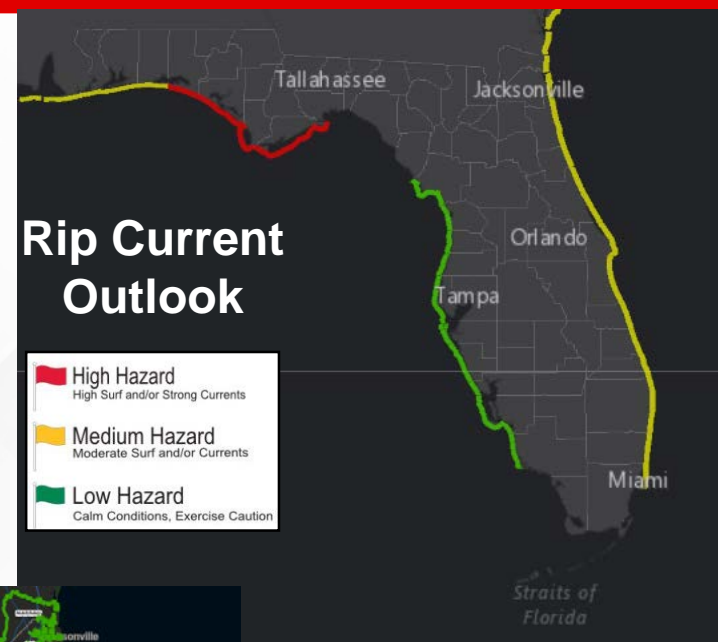 Tallahassee
Jacksonville
Rip Current
Outlook
Orlando
Tampa
High Hazard
High Surf and/or Strong Currents
Medium Hazard
Moderate Surf and/or Currents
Low Hazard
Calm Conditions, Exercise Caution
Miami
Straits of
Florida